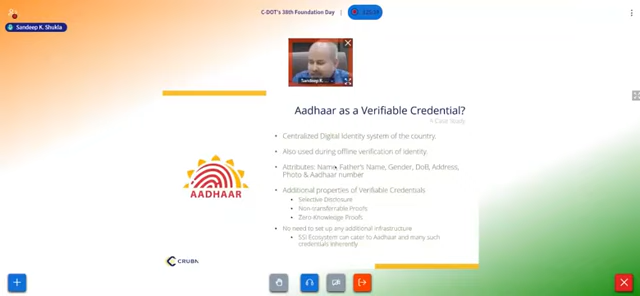 C-DOT's 38th Foundation Day
Sandeep K. Shukla
Sandeep K.
Aadhaar as a Verifiable Credential?
A Case Study
• Centralized Digital Identity system of the country.
• Also used during offline verification of identity.
• Attributes: Name, Father's Name, Gender, DoB, Address,
Photo & Aadhaar number
AADHAAR
• Additional properties of Verifiable Credentials
• Selective Disclosure
• Non-transferrable Proofs
• Zero-Knowledge Proofs
• No need to set up any additional infrastructure
• SSI Ecosystem can cater to Aadhaar and many such
credentials inherently
CRUBN